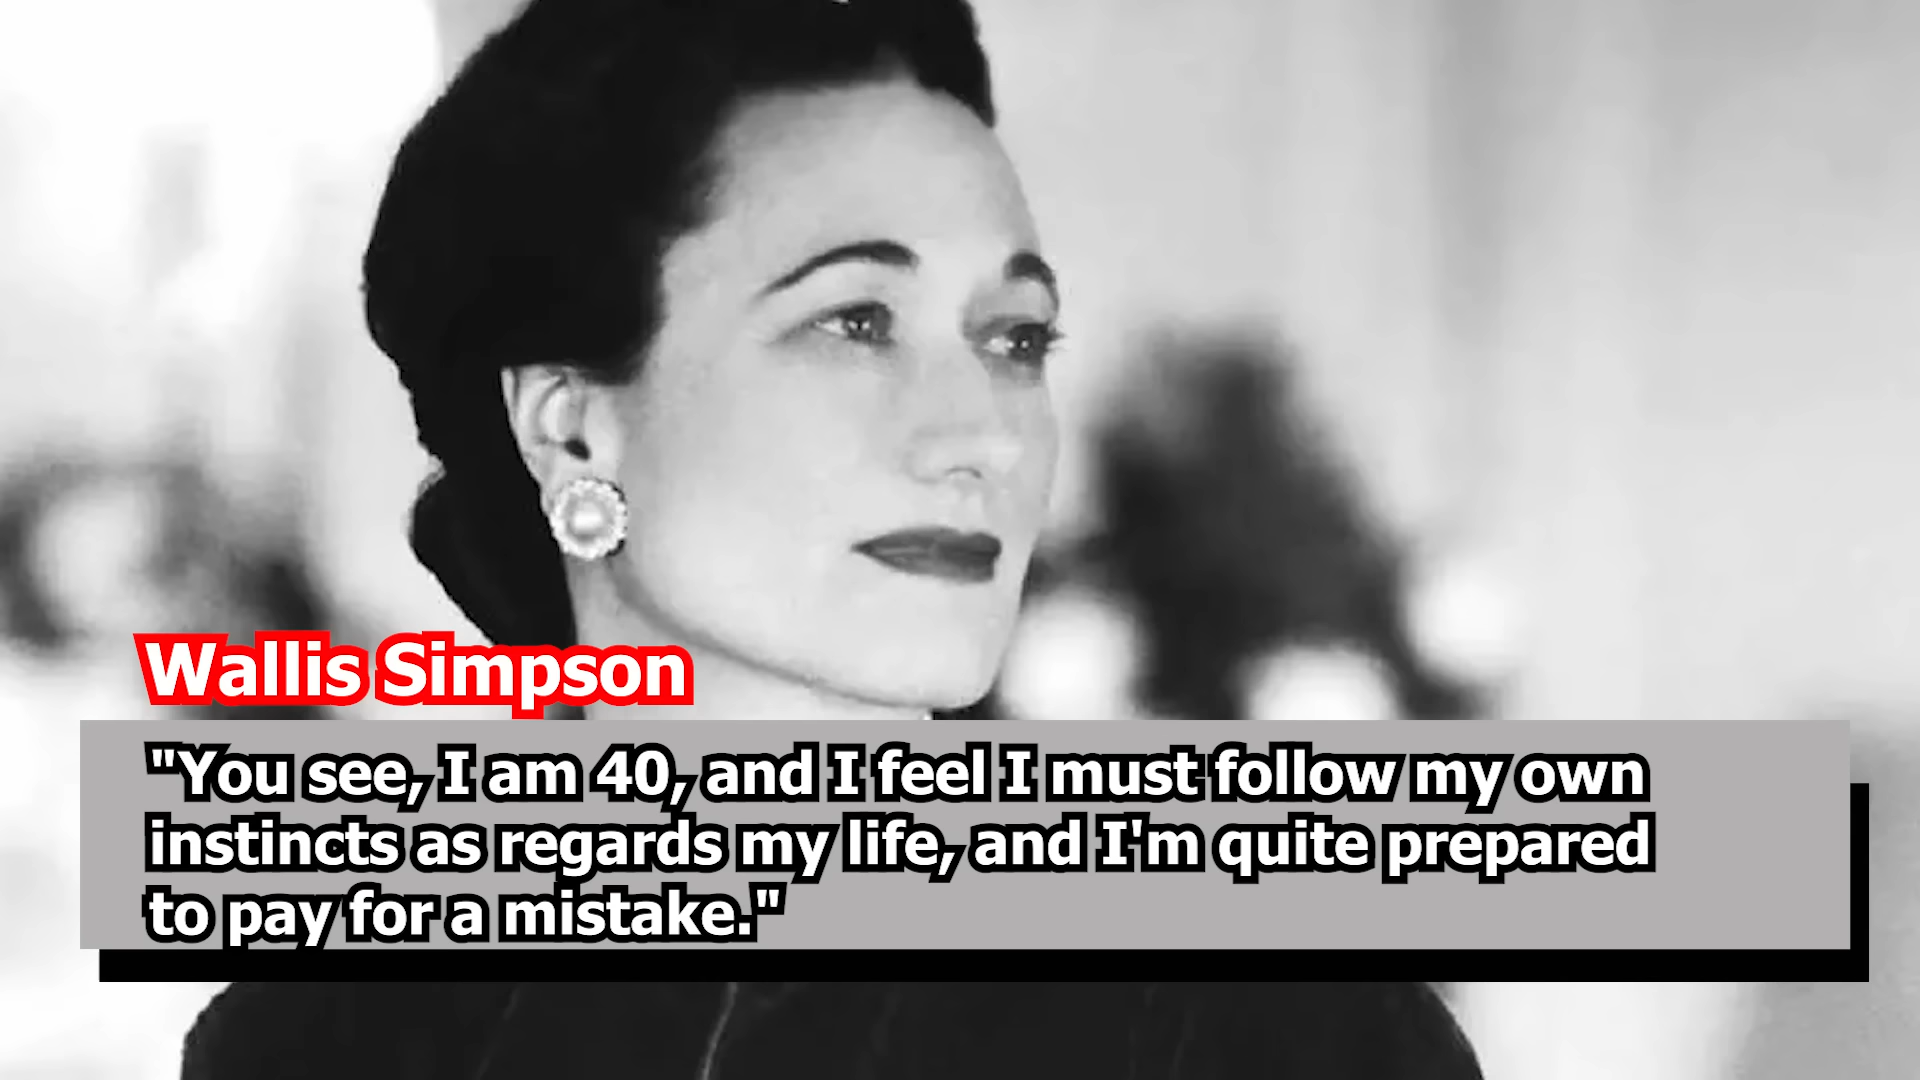 Wallis Simpson
"You see, I am 40, and I feel I must follow my own
instincts as regards my life, and I'm quite prepared
to pay for a mistake."